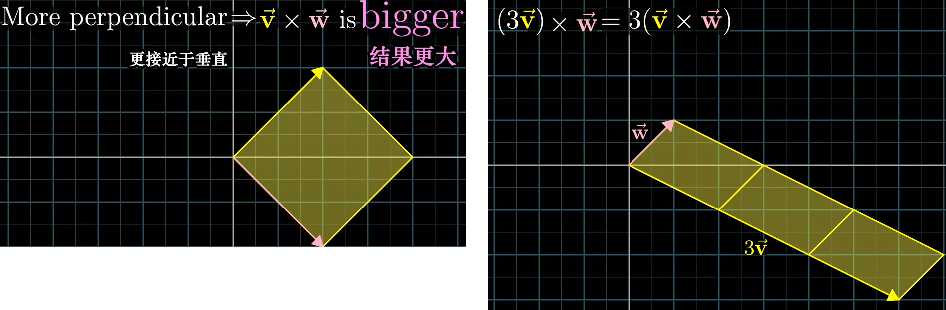 More perpendicular ⇒ v⃗ × w⃗ is bigger
更接近于垂直 结果更大
(3v⃗) × w⃗ = 3(v⃗ × w⃗)
w⃗
3v⃗